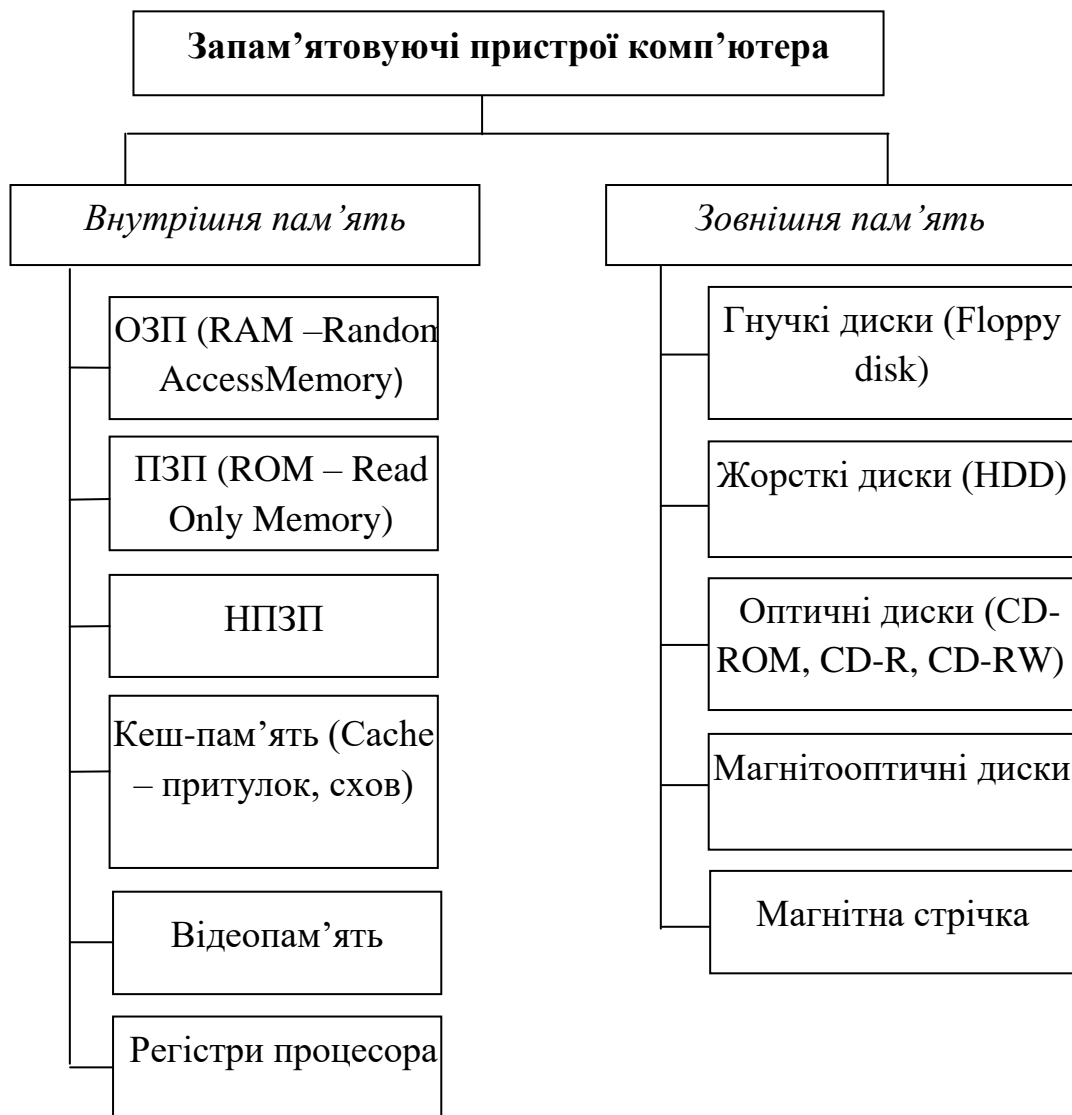 Запам’ятовуючі пристрої комп’ютера
Внутрішня пам’ять
ОЗП (RAM –Random
AccessMemory)
ПЗП (ROM – Read
Only Memory)
НПЗП
Кеш-пам’ять (Cache
– притулок, схов)
Відеопам’ять
Регістри процесора
Зовнішня пам’ять
Гнучкі диски (Floppy
disk)
Жорсткі диски (HDD)
Оптичні диски (CD-
ROM, CD-R, CD-RW)
Магнітооптичні диски
Магнітна стрічка